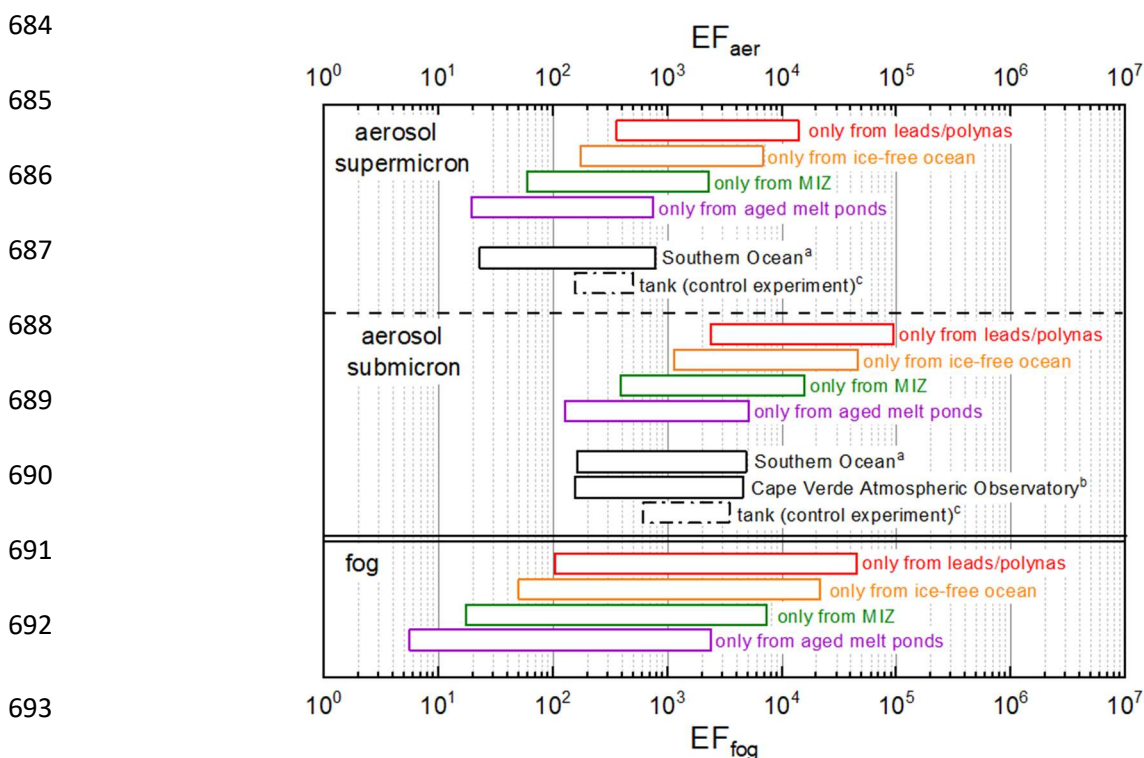 684
EF_aer
10^0 10^1 10^2 10^3 10^4 10^5 10^6 10^7
685
aerosol
supermicron
only from leads/polynas
only from ice-free ocean
686
only from MIZ
only from aged melt ponds
687
Southern Ocean^a
tank (control experiment)^c
688
aerosol
submicron
only from leads/polynas
only from ice-free ocean
only from MIZ
689
only from aged melt ponds
Southern Ocean^a
690
Cape Verde Atmospheric Observatory^b
tank (control experiment)^c
691
fog
only from leads/polynas
only from ice-free ocean
692
only from MIZ
only from aged melt ponds
693
10^0 10^1 10^2 10^3 10^4 10^5 10^6 10^7
EF_fog